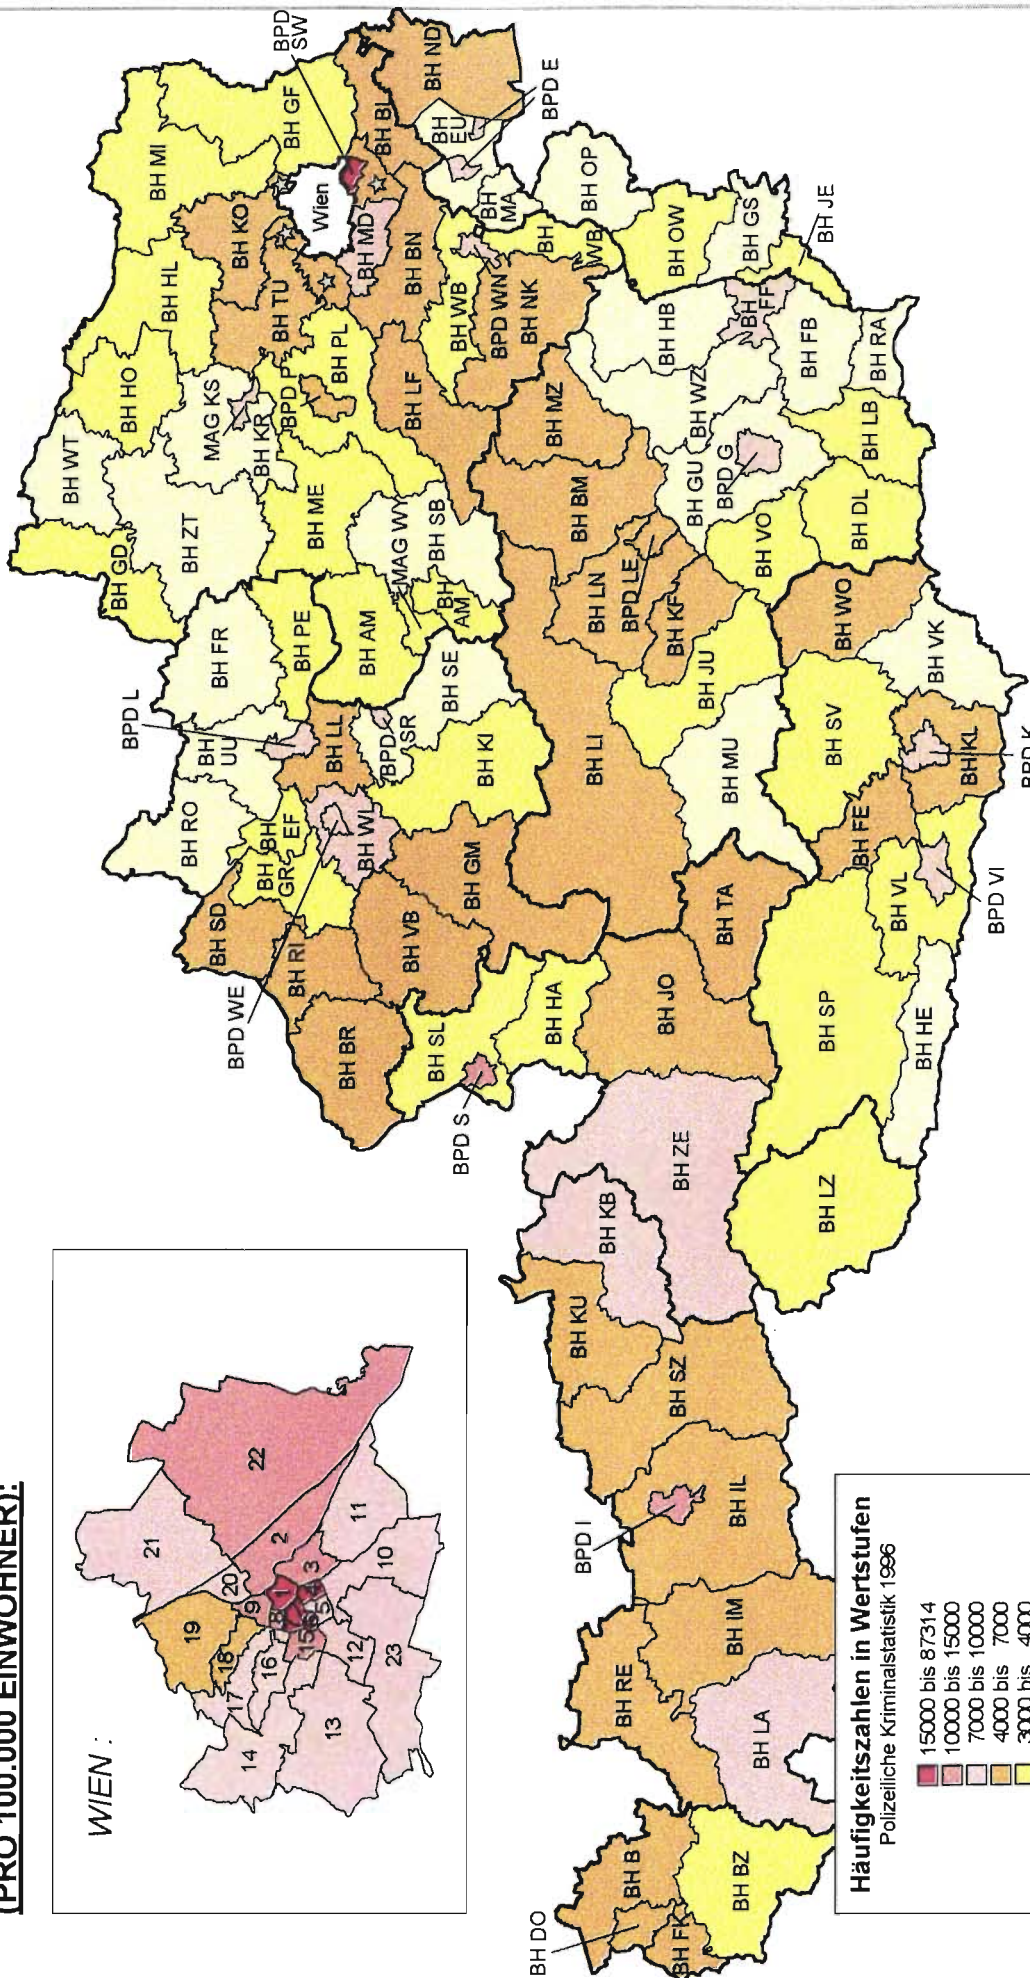 (PRO 100.000 EINWOHNER):
WIEN :
21
22
20
19
2
18
9
1
3
11
17
16
8
4
14
15
6
5
10
12
13
23
BPD
SW
BH MI
BH GF
BH ND
BH HL
BH KO
Wien
BH BL
BH
EU
BPD E
BH HO
BH TU
BH MD
BH
MA
BH OP
BH WT
MAG KS
BH PL
BH BN
BH WB
BH
WB
BH OW
BH GS
BH JE
BH KR
BPD P
BPD WN
BH NK
BH HB
BH
FF
BH GD
BH ZT
BH ME
BH LF
BH MZ
BH WZ
BH FB
BH RA
BPD L
BH FR
BH PE
BH AM
MAG WY
BH SB
BH
AM
BH BM
BH GU
BRD G
BH LB
BH
UU
BH LL
BPD
SR
BH SE
BH LN
BPD LE
BH KF
BH VO
BH DL
BH RO
BH
EF
BH
GR
BH WL
BH KI
BH LI
BH JU
BH WO
BH VK
BH SD
BH RI
BPD WE
BH VB
BH GM
BH MU
BH SV
BH KL
BPD K
BH BR
BH SL
BH HA
BH JO
BH TA
BH FE
BH VL
BPD VI
BPD S
BH SP
BH HE
BH ZE
BH KB
BH LZ
BH KU
BH SZ
BPD I
BH IL
BH RE
BH IM
BH LA
BH DO
BH B
BH FK
BH BZ
Häufigkeitszahlen in Wertstufen
Polizeiliche Kriminalstatistik 1996
15000 bis 87314
10000 bis 15000
7000 bis 10000
4000 bis 7000
3000 bis 4000